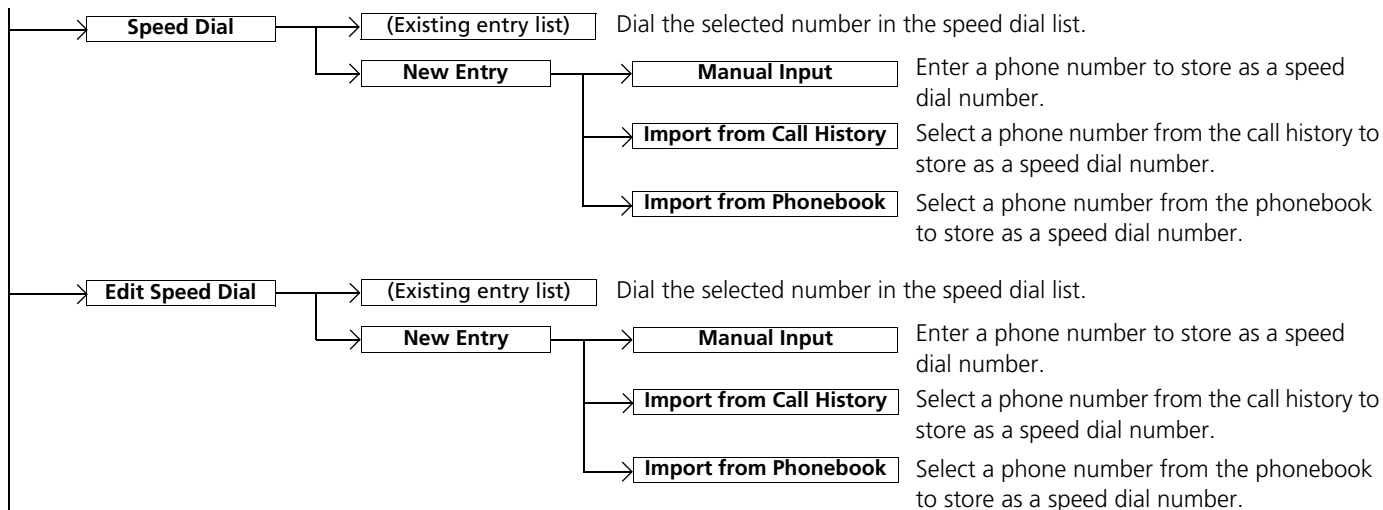 Speed Dial
(Existing entry list)
Dial the selected number in the speed dial list.
New Entry
Manual Input
Enter a phone number to store as a speed
dial number.
Import from Call History
Select a phone number from the call history to
store as a speed dial number.
Import from Phonebook
Select a phone number from the phonebook
to store as a speed dial number.
Edit Speed Dial
(Existing entry list)
Dial the selected number in the speed dial list.
New Entry
Manual Input
Enter a phone number to store as a speed
dial number.
Import from Call History
Select a phone number from the call history to
store as a speed dial number.
Import from Phonebook
Select a phone number from the phonebook
to store as a speed dial number.